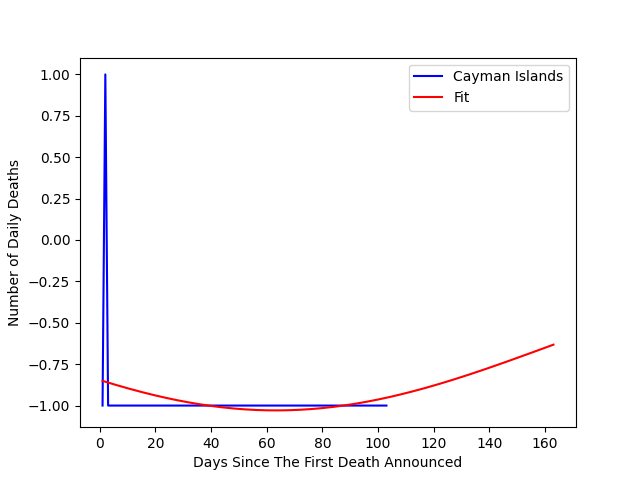 Cayman Islands
Fit
1.00
0.75
0.50
0.25
0.00
−0.25
−0.50
−0.75
−1.00
Number of Daily Deaths
0 20 40 60 80 100 120 140 160
Days Since The First Death Announced